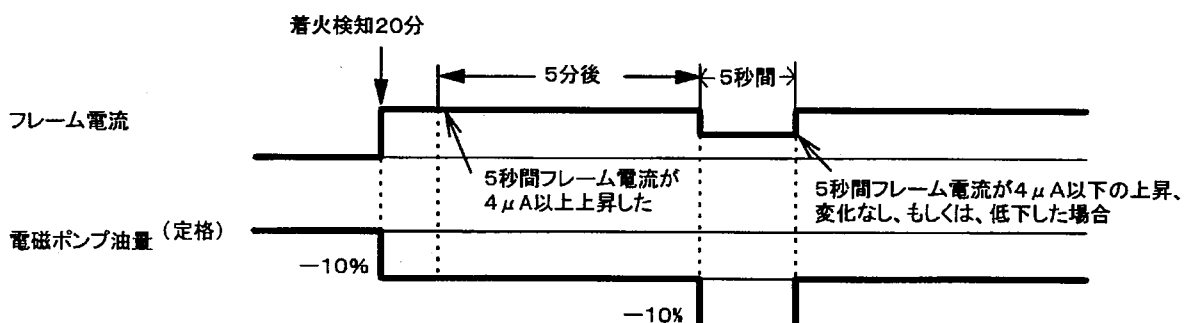 着火検知20分
5分後
5秒間
フレーム電流
5秒間フレーム電流が
4μA以上上昇した
5秒間フレーム電流が4μA以下の上昇、
変化なし、もしくは、低下した場合
電磁ポンプ油量(定格)
−10%
−10%